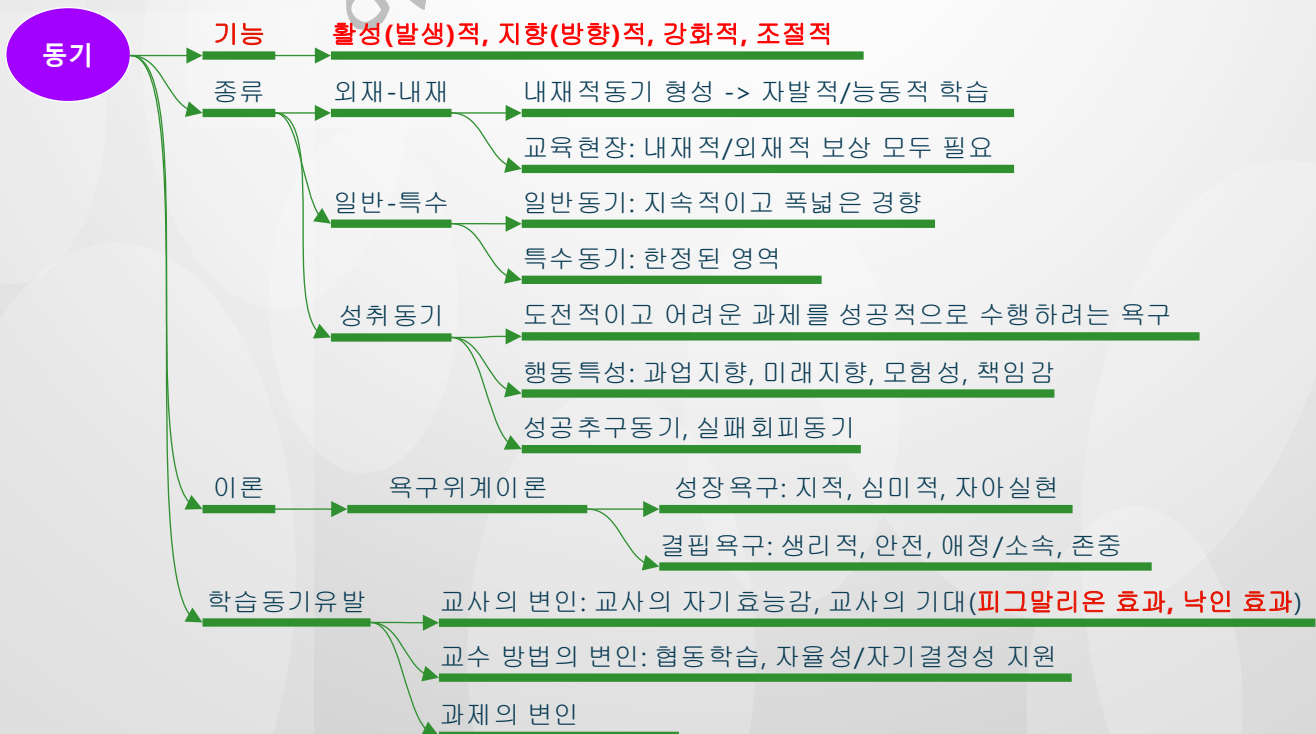 동기
기능
활성(발생)적, 지향(방향)적, 강화적, 조절적
종류
외재-내재
내재적동기 형성 -> 자발적/능동적 학습
교육현장: 내재적/외재적 보상 모두 필요
일반-특수
일반동기: 지속적이고 폭넓은 경향
특수동기: 한정된 영역
성취동기
도전적이고 어려운 과제를 성공적으로 수행하려는 욕구
행동특성: 과업지향, 미래지향, 모험성, 책임감
성공추구동기, 실패회피동기
이론
욕구위계이론
성장욕구: 지적, 심미적, 자아실현
결핍욕구: 생리적, 안전, 애정/소속, 존중
학습동기유발
교사의 변인: 교사의 자기효능감, 교사의 기대(피그말리온 효과, 낙인 효과)
교수 방법의 변인: 협동학습, 자율성/자기결정성 지원
과제의 변인